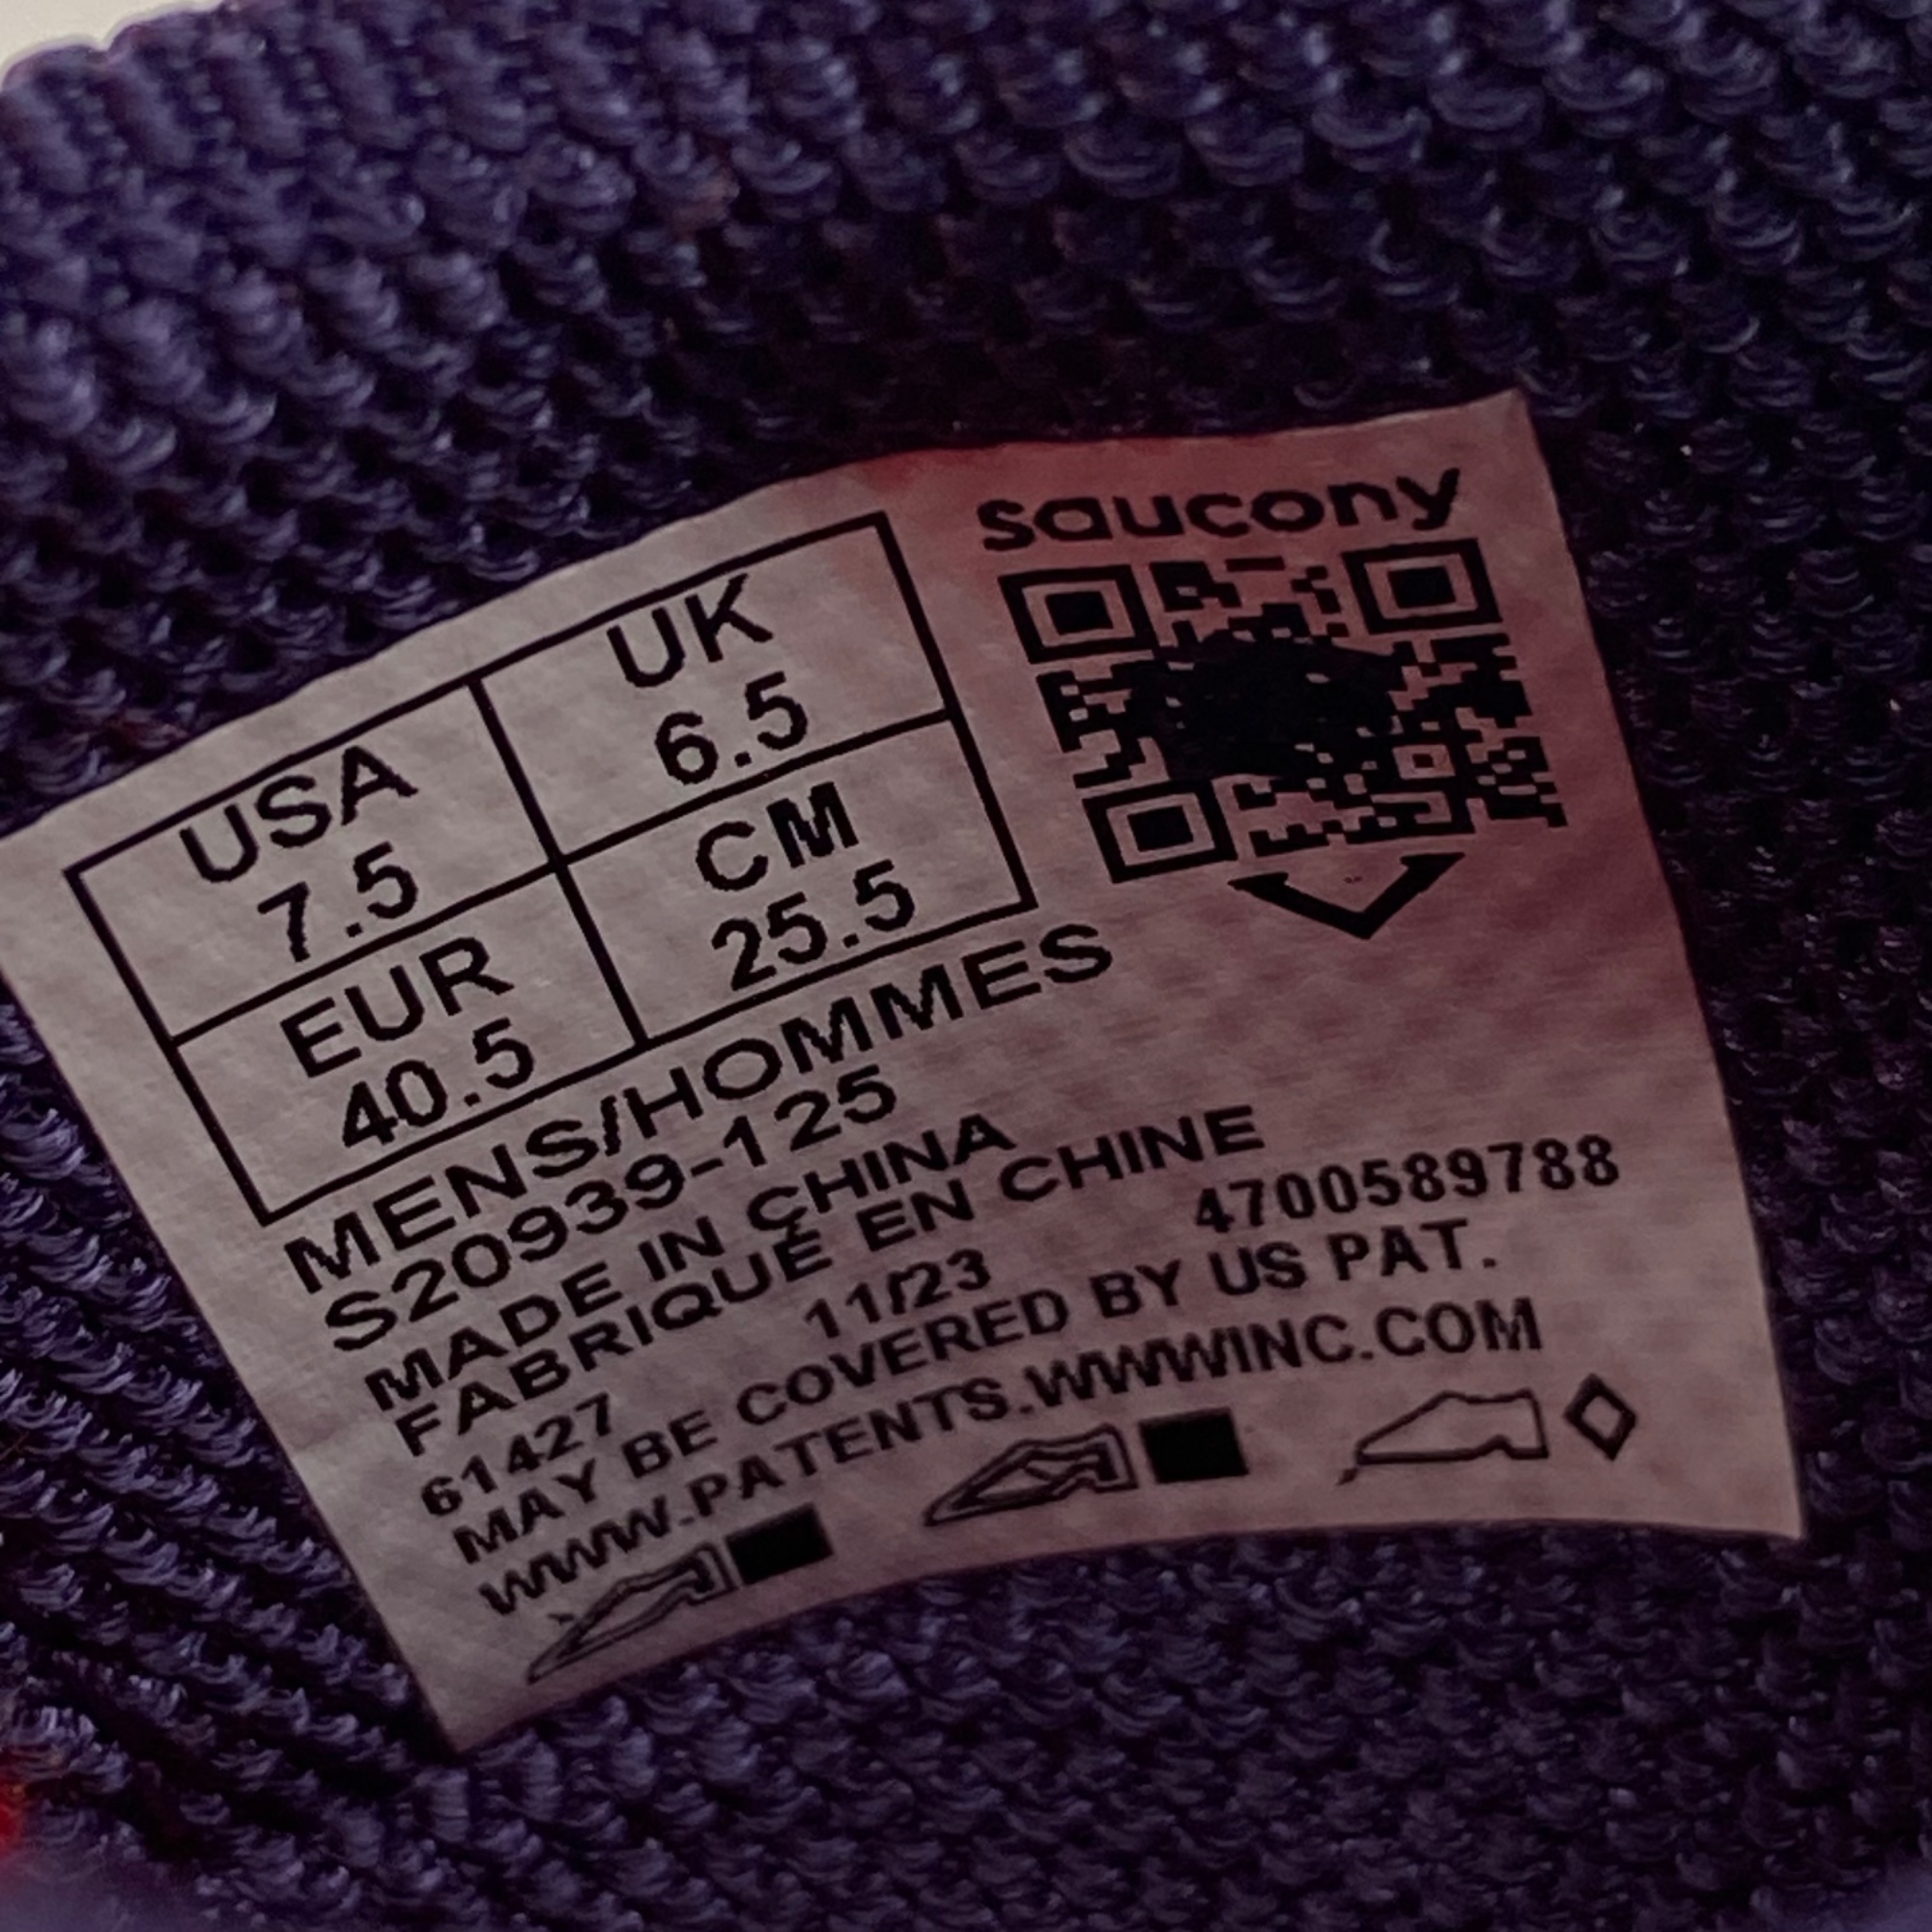 saucony
USA UK
7.5 6.5
EUR CM
40.5 25.5
MENS/HOMMES
S20939-125
MADE IN CHINA
FABRIQUÉ EN CHINE
61427 11/23 4700589788
MAY BE COVERED BY US PAT.
WWW.PATENTS.WWWINC.COM